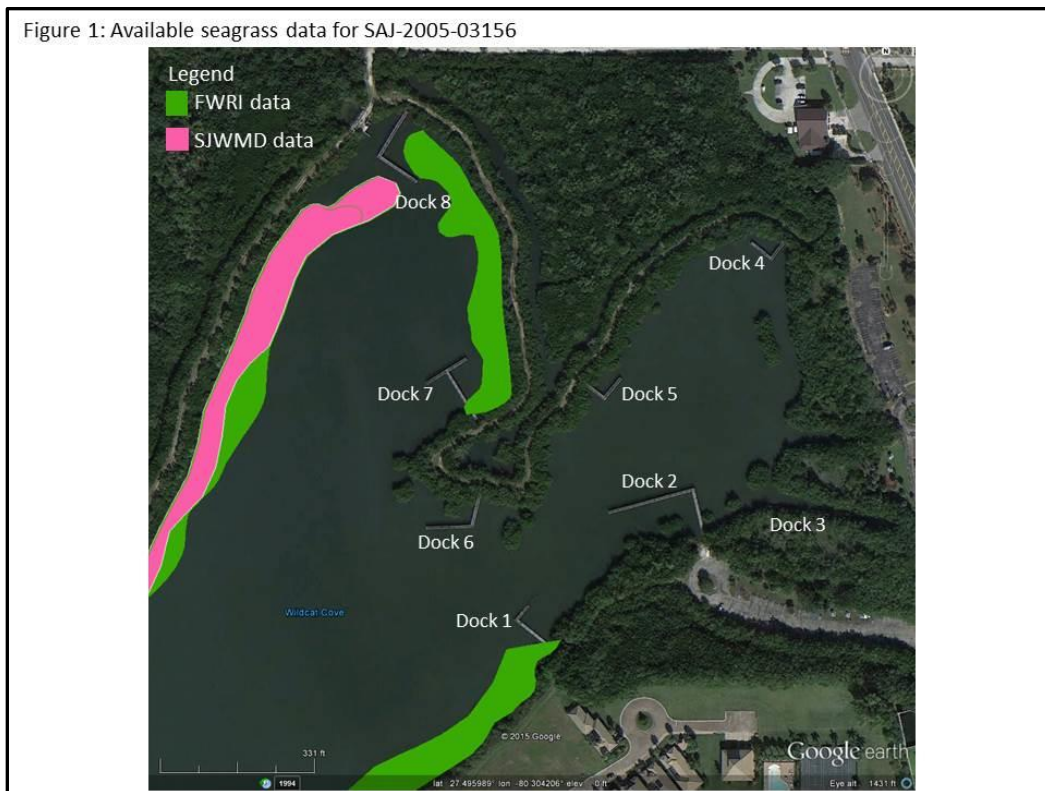 Figure 1: Available seagrass data for SAJ-2005-03156
Legend
FWRI data
SJWMD data
N
Dock 8
Dock 4
Dock 7
Dock 5
Dock 2
Dock 3
Dock 6
Wildcat Cove
Dock 1
© 2015 Google
331 ft
Google earth
1994
lat 27.495989° lon -80.304206° elev 0 ft
Eye alt 1431 ft